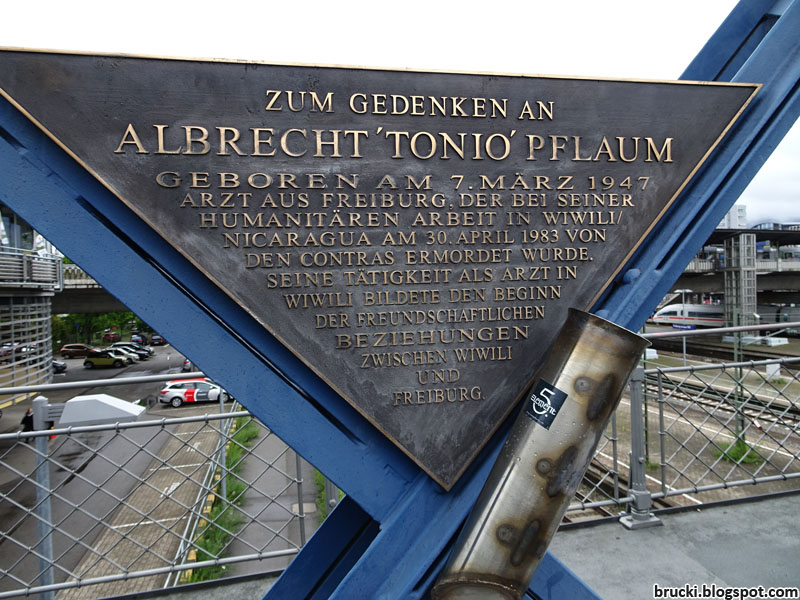 ZUM GEDENKEN AN
ALBRECHT ´TONIO´ PFLAUM
GEBOREN AM 7. MÄRZ 1947
ARZT AUS FREIBURG. DER BEI SEINER
HUMANITÄREN ARBEIT IN WIWILI/
NICARAGUA AM 30. APRIL 1983 VON
DEN CONTRAS ERMORDET WURDE.
SEINE TÄTIGKEIT ALS ARZT IN
WIWILI BILDETE DEN BEGINN
DER FREUNDSCHAFTLICHEN
BEZIEHUNGEN
ZWISCHEN WIWILI
UND
FREIBURG.
5
brucki.blogspot.com